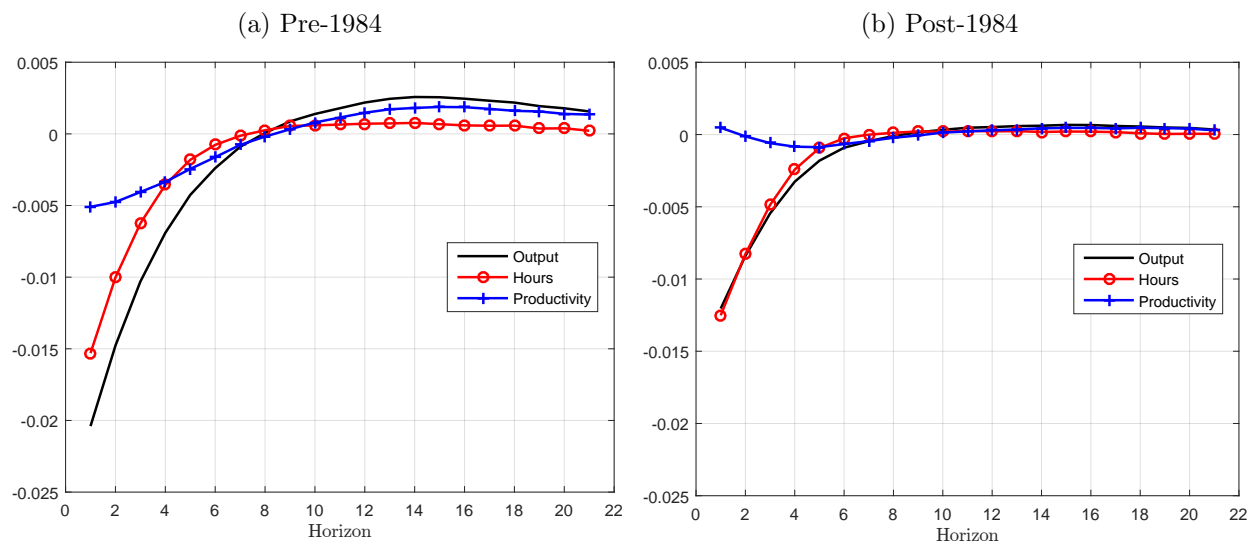 (a) Pre-1984
0.005
0
-0.005
-0.01
-0.015
-0.02
-0.025
0 2 4 6 8 10 12 14 16 18 20 22
Horizon
Output
Hours
Productivity
(b) Post-1984
0.005
0
-0.005
-0.01
-0.015
-0.02
-0.025
0 2 4 6 8 10 12 14 16 18 20 22
Horizon
Output
Hours
Productivity